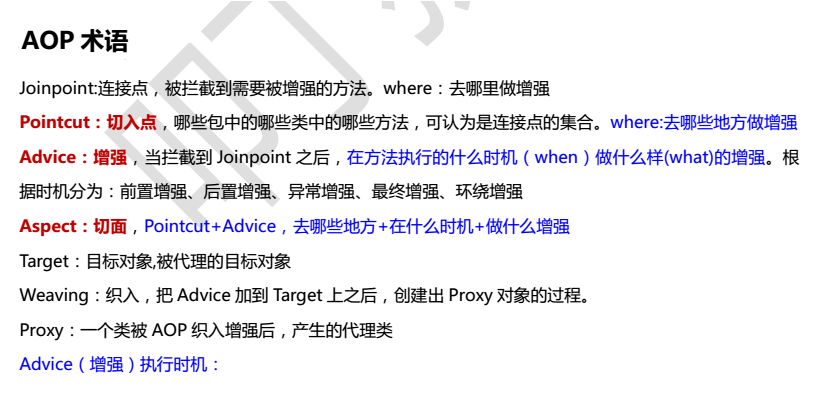 AOP 术语
Joinpoint:连接点，被拦截到需要被增强的方法。where：去哪里做增强
Pointcut：切入点，哪些包中的哪些类中的哪些方法，可认为是连接点的集合。where:去哪些地方做增强
Advice：增强，当拦截到 Joinpoint 之后，在方法执行的什么时机（when）做什么样(what)的增强。根
据时机分为：前置增强、后置增强、异常增强、最终增强、环绕增强
Aspect：切面，Pointcut+Advice，去哪些地方+在什么时机+做什么增强
Target：目标对象,被代理的目标对象
Weaving：织入，把 Advice 加到 Target 上之后，创建出 Proxy 对象的过程。
Proxy：一个类被 AOP 织入增强后，产生的代理类
Advice（增强）执行时机：